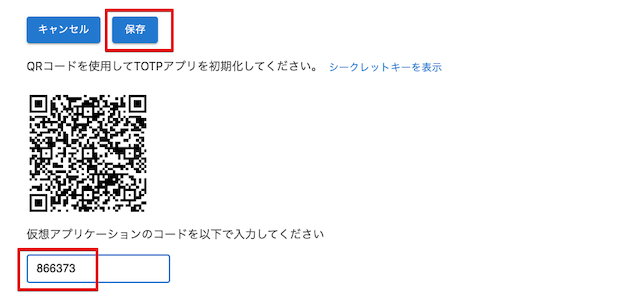 キャンセル 保存
QRコードを使用してTOTPアプリを初期化してください。 シークレットキーを表示
仮想アプリケーションのコードを以下で入力してください
866373